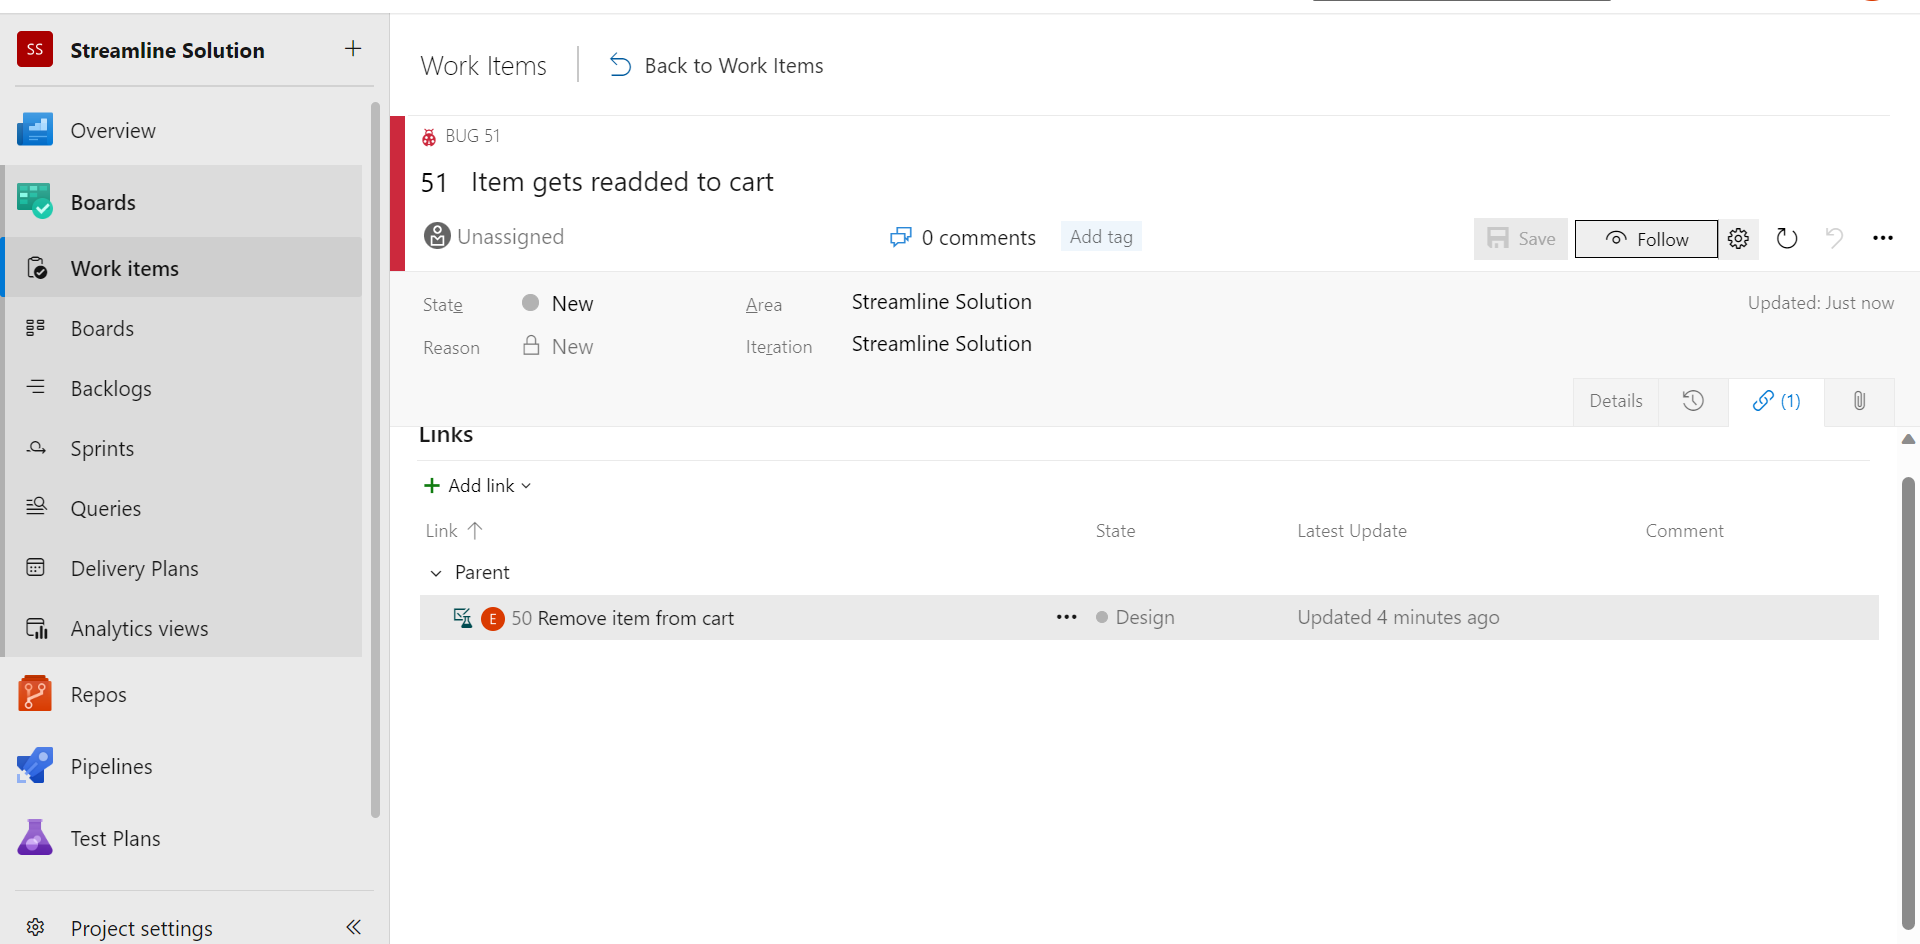 SS Streamline Solution +
Overview
Boards
Work items
Boards
Backlogs
Sprints
Queries
Delivery Plans
Analytics views
Repos
Pipelines
Test Plans
Project settings
Work Items Back to Work Items
BUG 51
51 Item gets readded to cart
Unassigned 0 comments Add tag Save Follow
State New Area Streamline Solution Updated: Just now
Reason New Iteration Streamline Solution
Details (1)
Links
+ Add link
Link State Latest Update Comment
Parent
E 50 Remove item from cart ... Design Updated 4 minutes ago